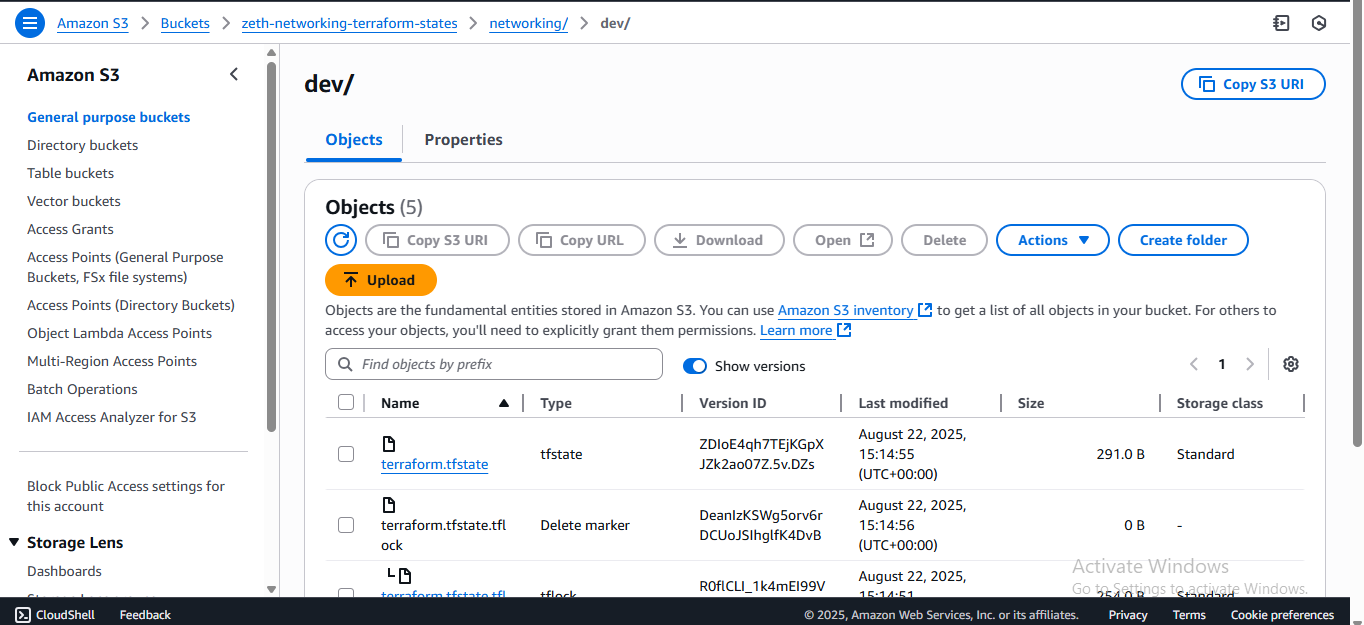 Amazon S3 > Buckets > zeth-networking-terraform-states > networking/ > dev/
Amazon S3
General purpose buckets
Directory buckets
Table buckets
Vector buckets
Access Grants
Access Points (General Purpose
Buckets, FSx file systems)
Access Points (Directory Buckets)
Object Lambda Access Points
Multi-Region Access Points
Batch Operations
IAM Access Analyzer for S3
Block Public Access settings for
this account
Storage Lens
Dashboards
dev/
Copy S3 URI
Objects Properties
Objects (5)
Copy S3 URI Copy URL Download Open Delete Actions Create folder
Upload
Objects are the fundamental entities stored in Amazon S3. You can use Amazon S3 inventory to get a list of all objects in your bucket. For others to
access your objects, you'll need to explicitly grant them permissions. Learn more
Find objects by prefix Show versions 1
Name Type Version ID Last modified Size Storage class
terraform.tfstate tfstate ZDIoE4qh7TEjKGpX
JZk2ao07Z.5v.DZs August 22, 2025,
15:14:55
(UTC+00:00) 291.0 B Standard
terraform.tfstate.tfl
ock Delete marker DeanIzKSWg5orv6r
DCUoJSIhglfK4DvB August 22, 2025,
15:14:56
(UTC+00:00) 0 B -
terraform.tfstate.tfl tflock R0flCLI_1k4mEI99V August 22, 2025,
15:14:51 254.0 B Standard
Activate Windows
Go to Settings to activate Windows.
CloudShell Feedback © 2025, Amazon Web Services, Inc. or its affiliates. Privacy Terms Cookie preferences